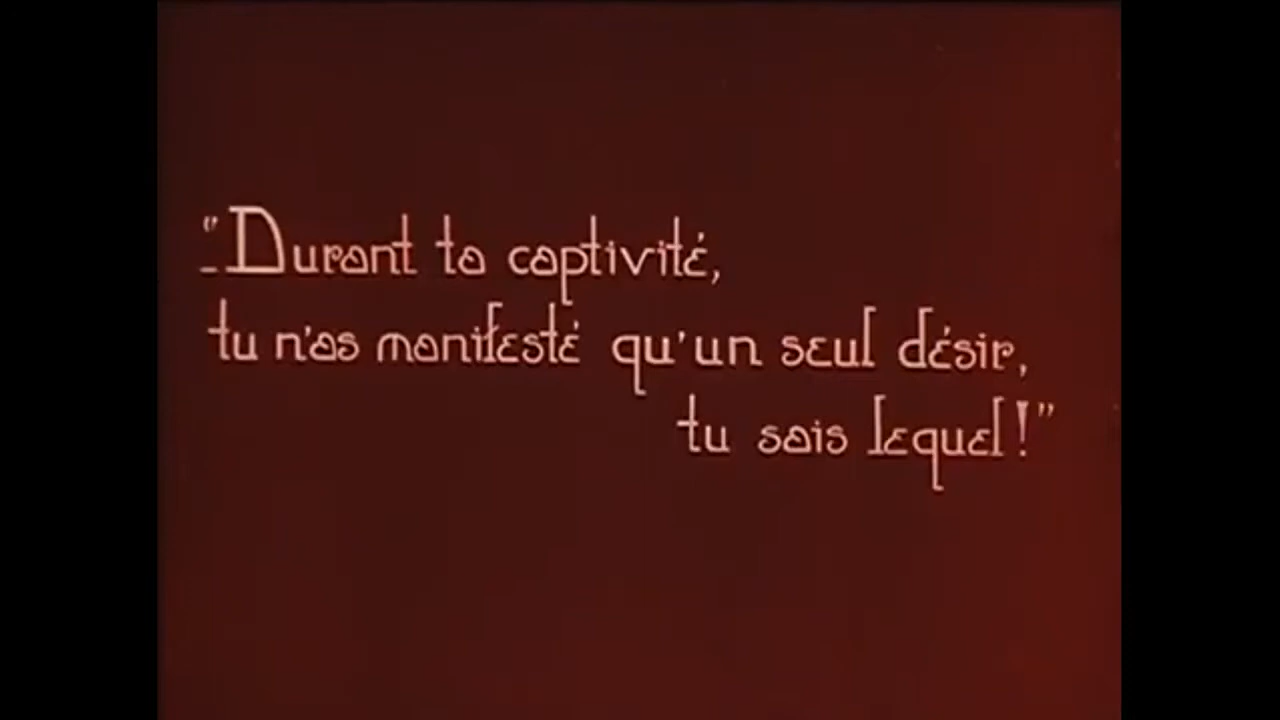 "- Durant ta captivité,
tu n'as manifesté qu'un seul désir,
tu sais lequel !"